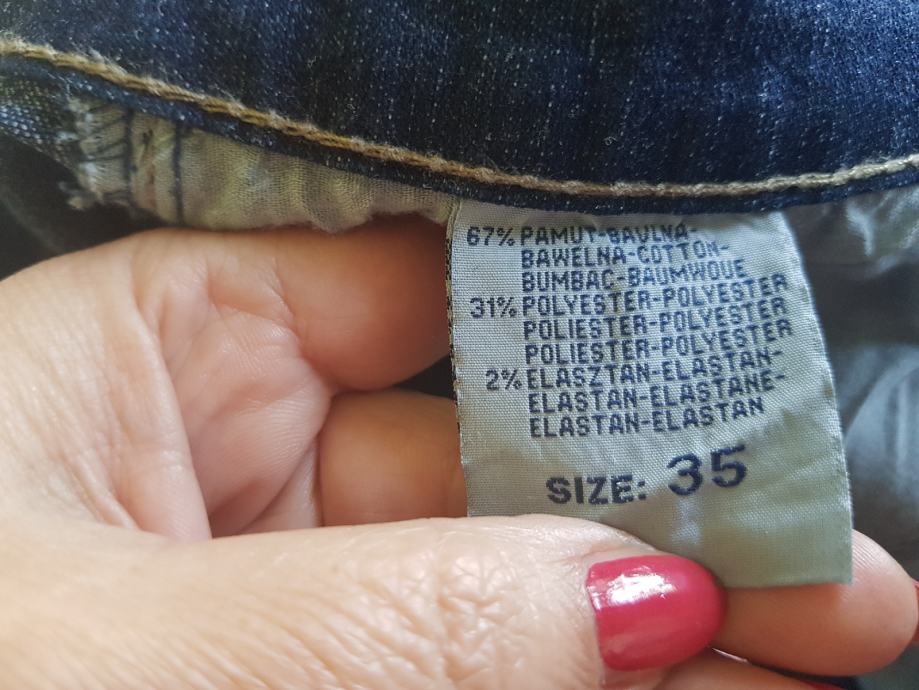 67% PAMUT-BAVLNA-
BAWELNA-COTTON-
BUMBAC-BAUMWOUE
31% POLYESTER-POLYESTER
POLIESTER-POLYESTER
POLIESTER-POLYESTER
2% ELASZTAN-ELASTAN-
ELASTAN-ELASTANE-
ELASTAN-ELASTAN
SIZE: 35